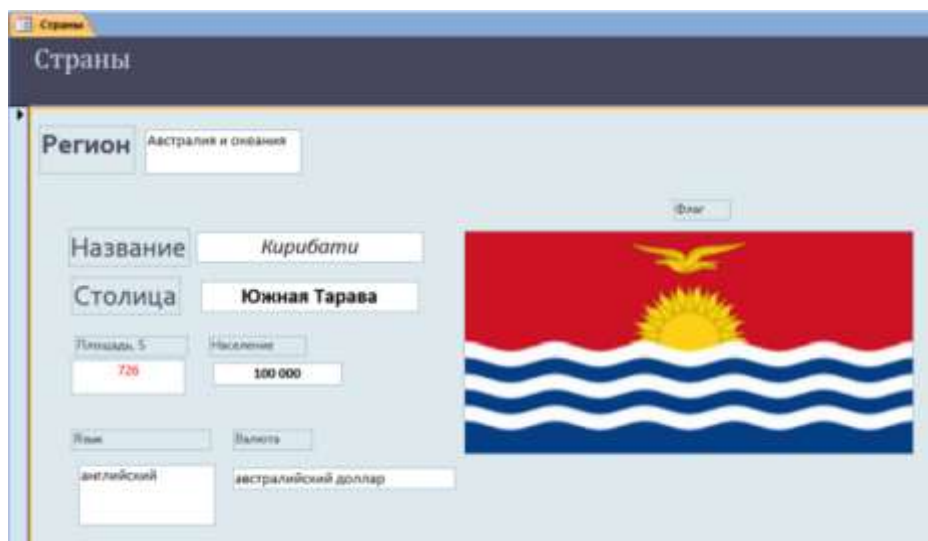 Страны
Страны
Регион
Австралия и океания
Флаг
Название
Кирибати
Столица
Южная Тарава
Площадь, S
Население
726
100 000
Язык
Валюта
английский
австралийский доллар